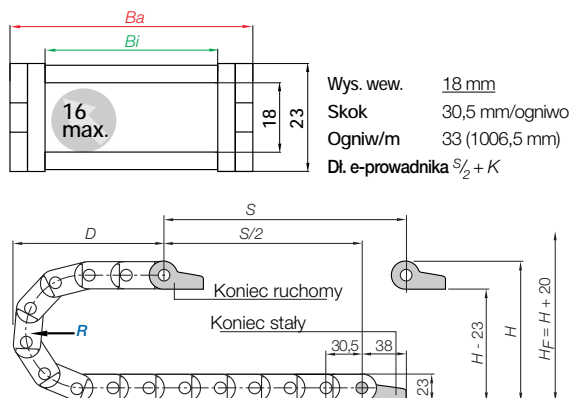 Ba
Bi
16
max.
18
23
Wys. wew. 18 mm
Skok 30,5 mm/ogniwo
Ogniw/m 33 (1006,5 mm)
Dł. e-prowadnika S/2 + K
S
D
S/2
R
Koniec ruchomy
Koniec stały
30,5
38
23
H - 23
H
HF = H + 20